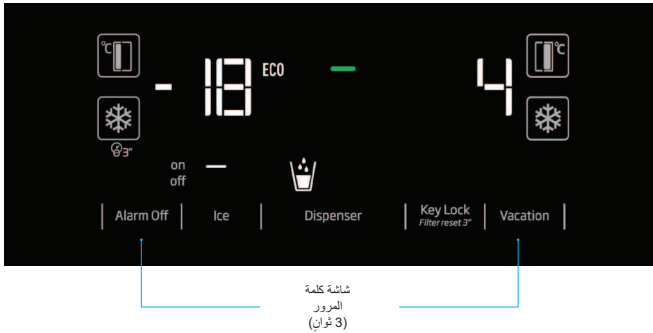 °C
°C
- 18 ECO
4
3"
on
off
Alarm Off
Ice
Dispenser
Key Lock
Filter reset 3"
Vacation
شاشة كلمة
المرور
(3 ثوانٍ)